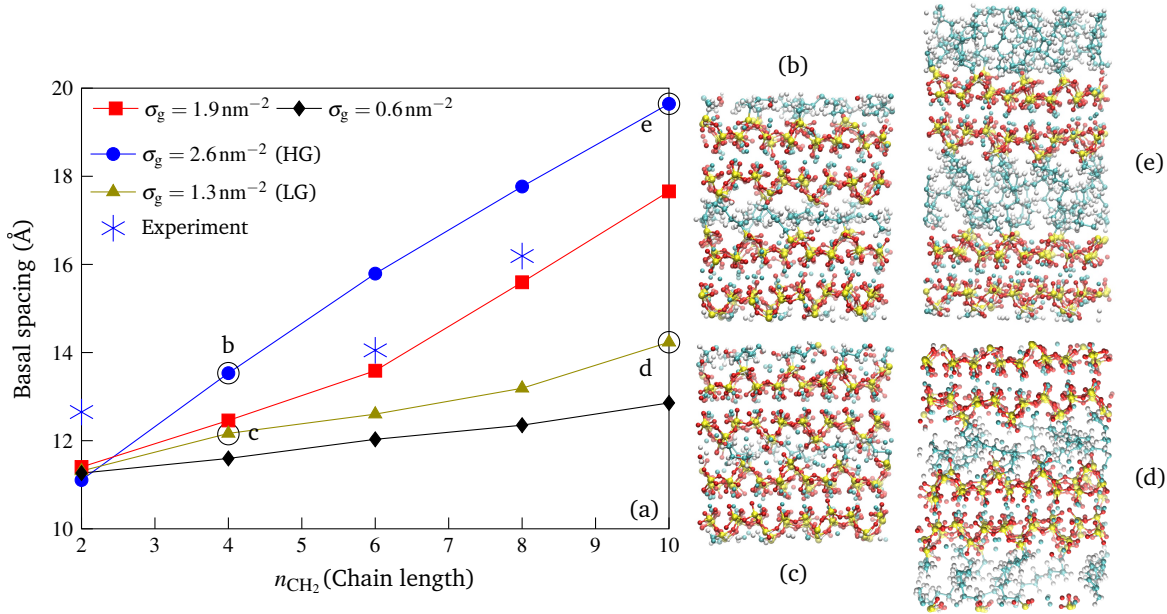 (b)
20
σg = 1.9 nm⁻² σg = 0.6 nm⁻²
e
σg = 2.6 nm⁻² (HG)
(e)
18
σg = 1.3 nm⁻² (LG)
Experiment
16
Basal spacing (Å)
14
b
d
12
c
(d)
10
(a)
2 3 4 5 6 7 8 9 10
nCH₂ (Chain length)
(c)